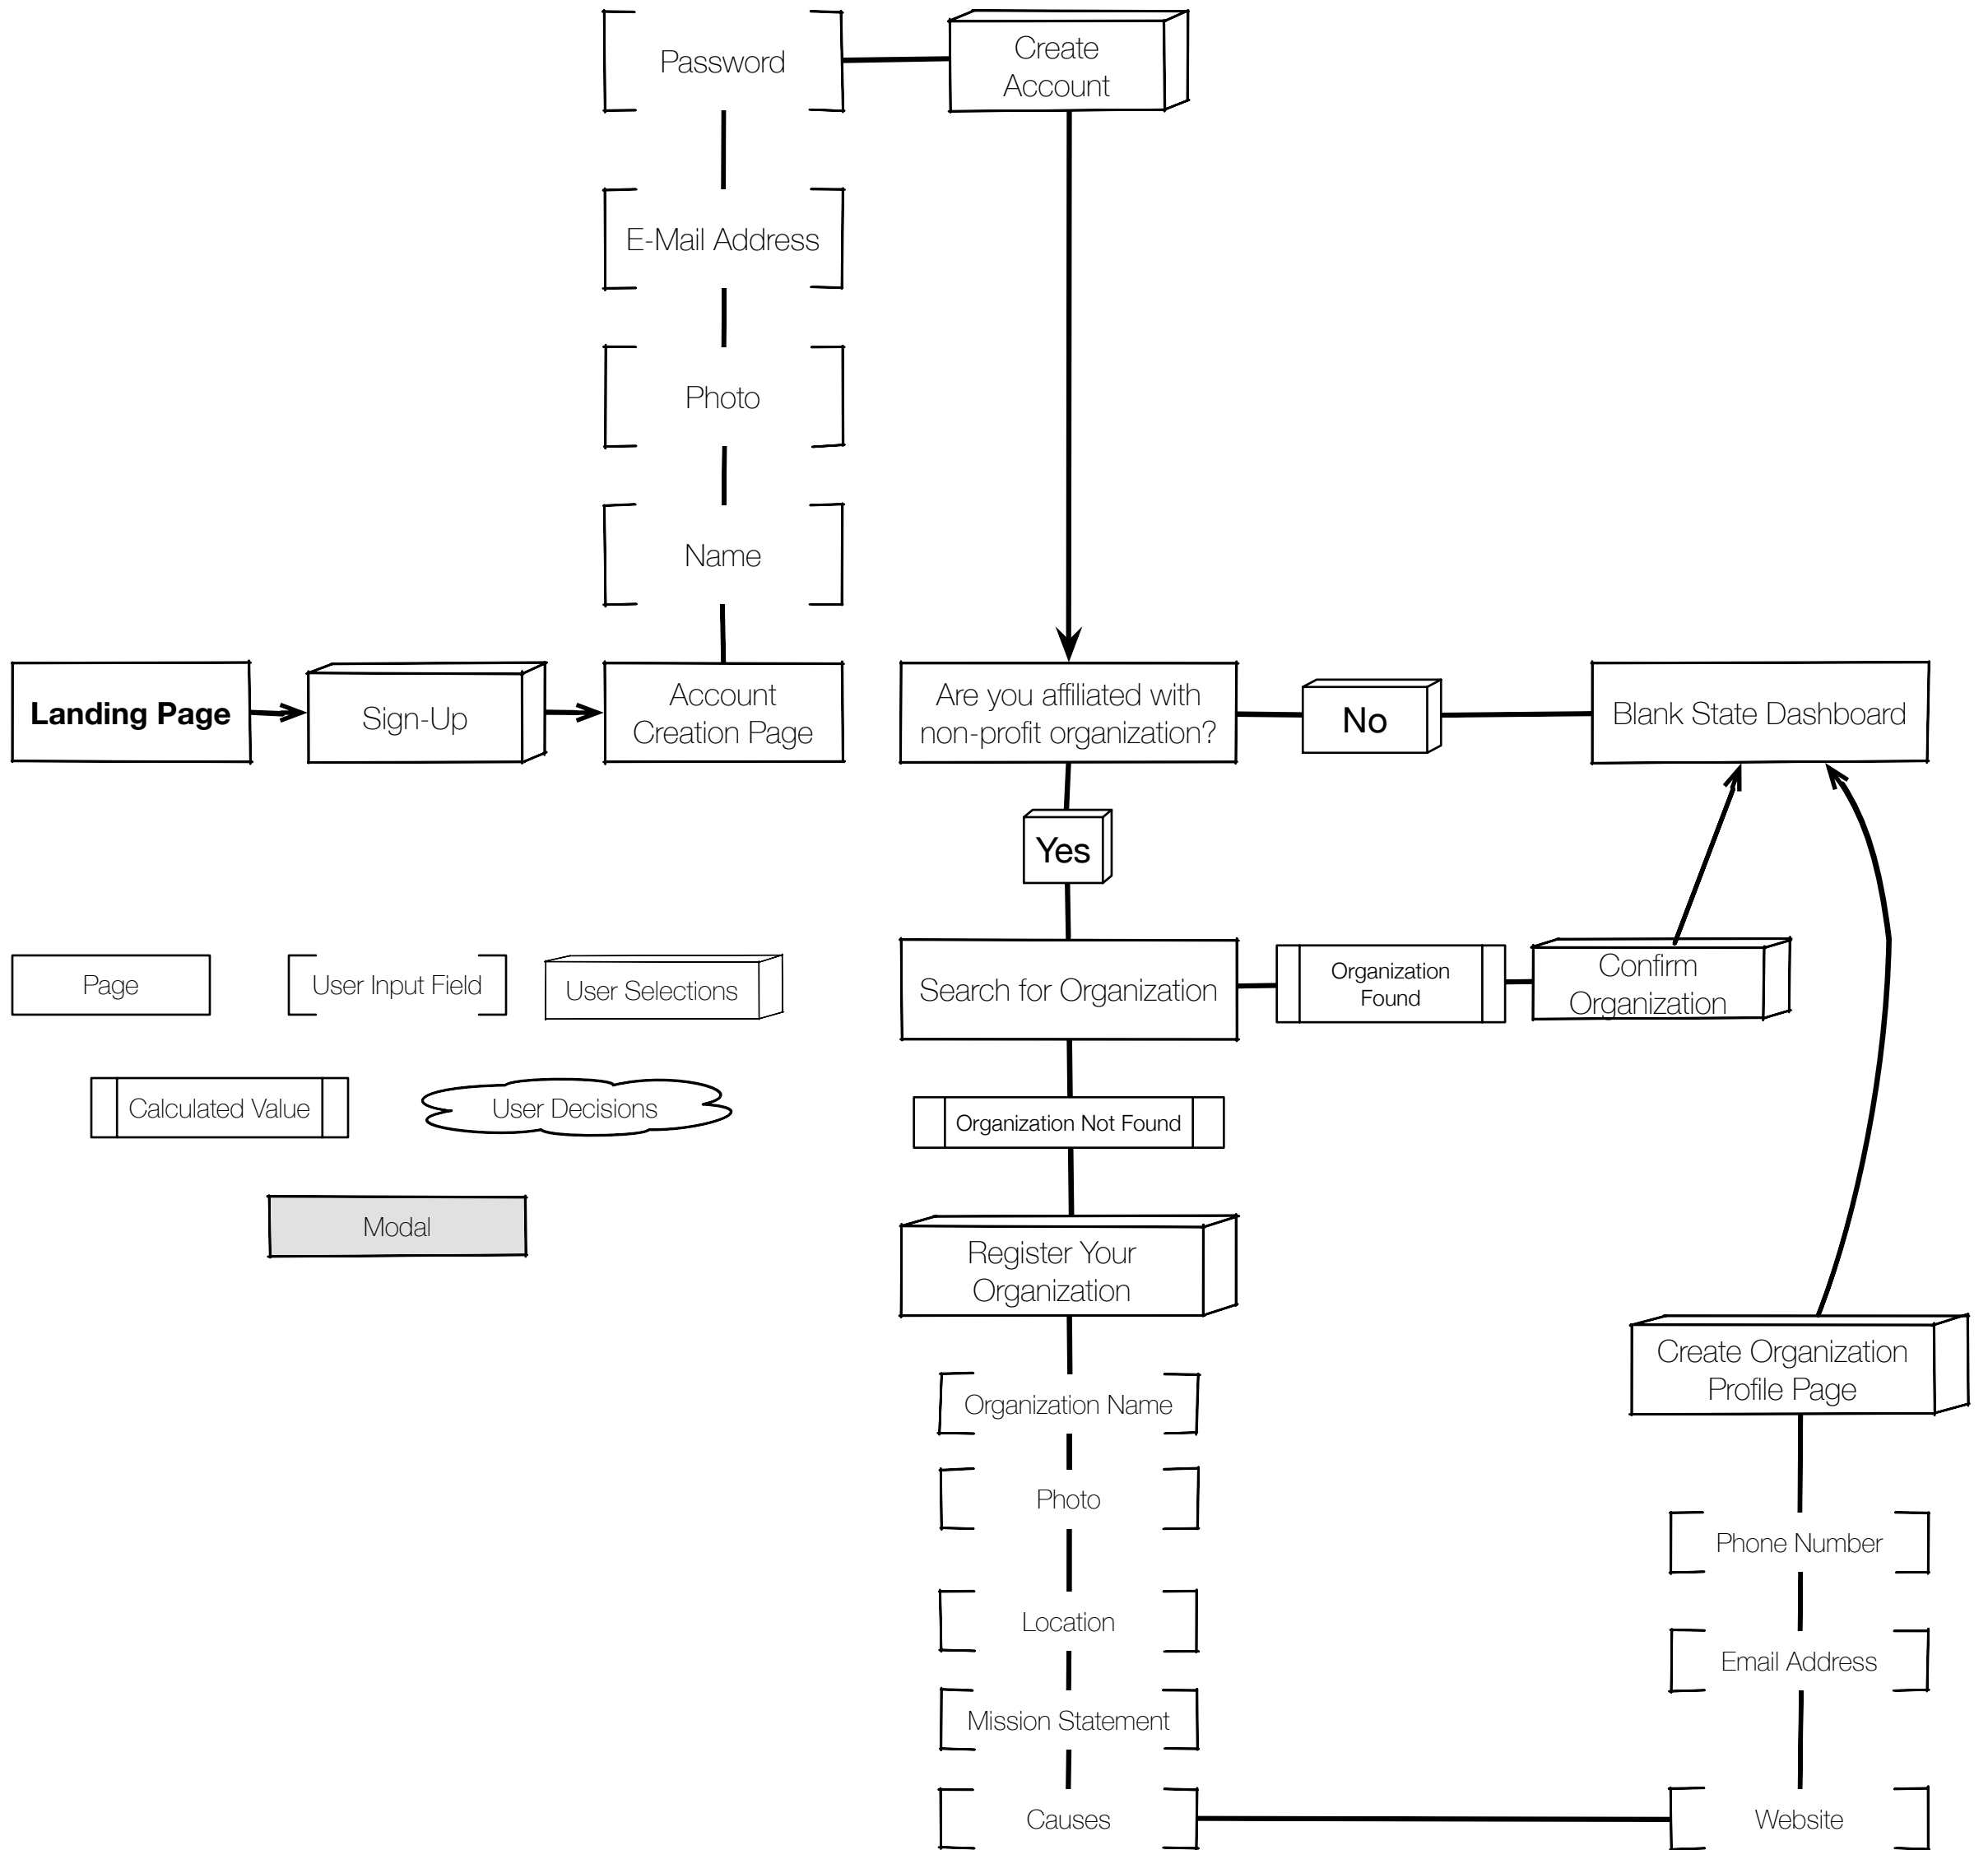 Password
Create
Account
E-Mail Address
Photo
Name
Landing Page
Sign-Up
Account
Creation Page
Are you affiliated with
non-profit organization?
No
Blank State Dashboard
Yes
Page
User Input Field
User Selections
Search for Organization
Organization
Found
Confirm
Organization
Calculated Value
User Decisions
Organization Not Found
Modal
Register Your
Organization
Create Organization
Profile Page
Organization Name
Photo
Phone Number
Location
Email Address
Mission Statement
Causes
Website